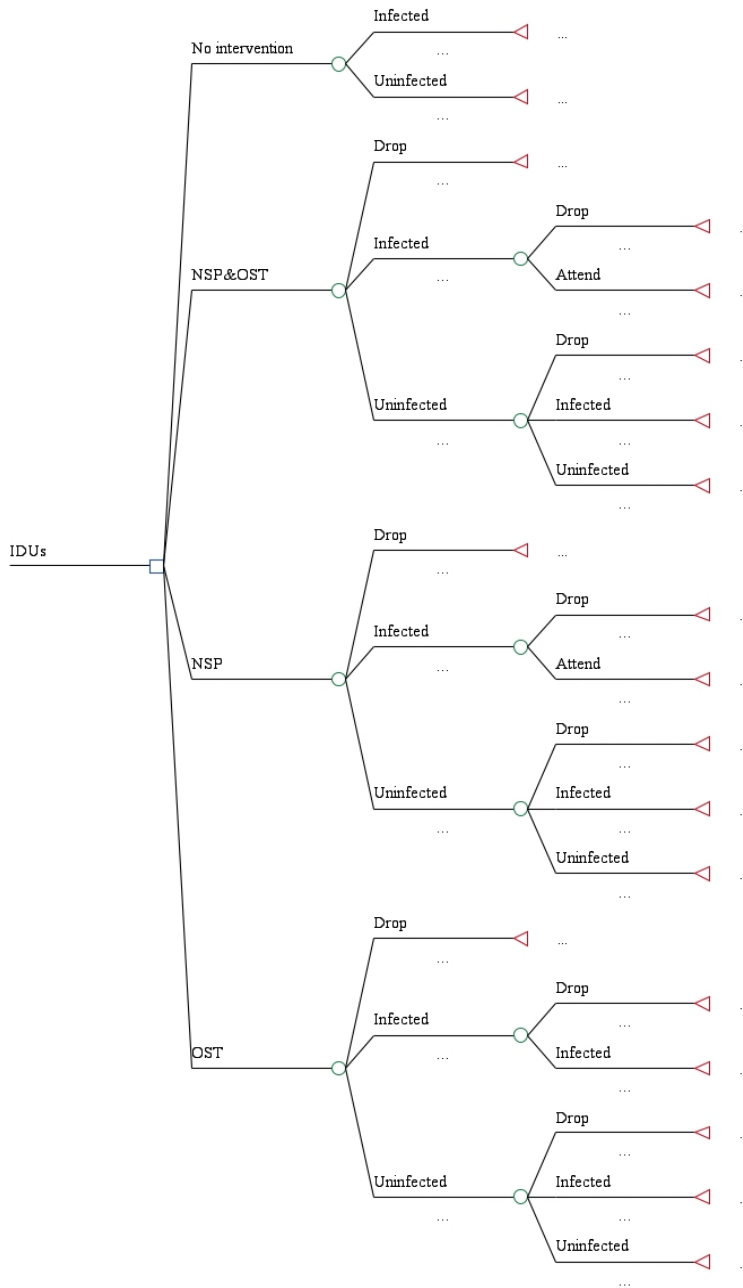 Infected
...
...
No intervention
Uninfected
...
...
Drop
...
...
Drop
...
Infected
...
NSP&OST
Attend
...
Drop
...
Uninfected
...
Infected
...
Uninfected
...
Drop
...
...
IDUs
Drop
...
Infected
...
NSP
Attend
...
Drop
...
Uninfected
...
Infected
...
Uninfected
...
Drop
...
...
Drop
...
Infected
...
OST
Infected
...
Drop
...
Uninfected
...
Infected
...
Uninfected
...